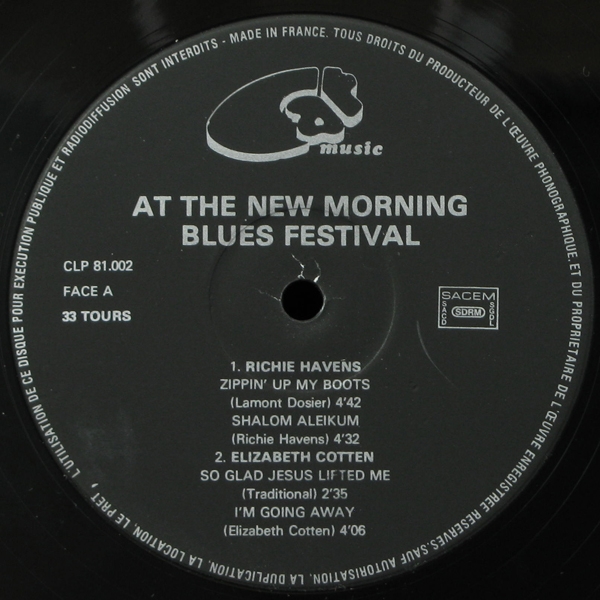 L'UTILISATION DE CE DISQUE POUR EXECUTION PUBLIQUE ET RADIODIFFUSION SONT INTERDITS - MADE IN FRANCE. TOUS DROITS DU PRODUCTEUR DE L'ŒUVRE PHONOGRAPHIQUE. ET DU PROPRIETAIRE DE L'ŒUVRE ENREGISTREE RESERVES. SAUF AUTORISATION. LA DUPLICATION. LA LOCATION. LE PRET,
music
AT THE NEW MORNING
BLUES FESTIVAL
CLP 81.002
FACE A
33 TOURS
SACEM
SACD SDRM SGDL
1. RICHIE HAVENS
ZIPPIN' UP MY BOOTS
(Lamont Dosier) 4'42
SHALOM ALEIKUM
(Richie Havens) 4'32
2. ELIZABETH COTTEN
SO GLAD JESUS LIFTED ME
(Traditional) 2'35
I'M GOING AWAY
(Elizabeth Cotten) 4'06